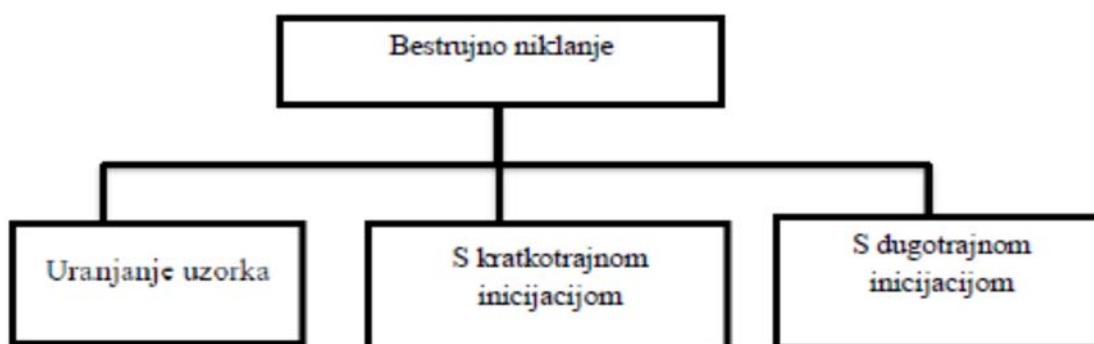 Bestrujno niklanje
Uranjanje uzorka
S kratkotrajnom
inicijacijom
S dugotrajnom
inicijacijom